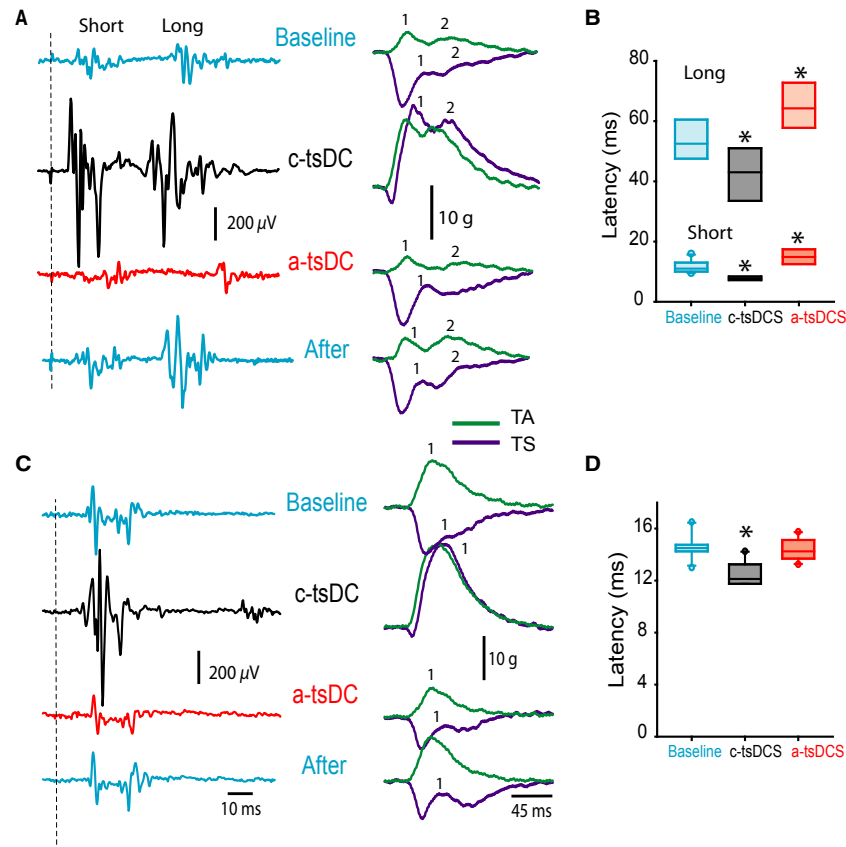 A
Short Long
Baseline
1
2
1
2
c-tsDC
1
2
200 µV
10 g
a-tsDC
1
2
1
2
After
1
2
1
2
TA
TS
B
80
60
40
20
0
Latency (ms)
Long
*
*
Short
*
*
Baseline c-tsDCS a-tsDCS
C
Baseline
1
1
c-tsDC
1
200 µV
10 g
a-tsDC
1
1
After
1
10 ms
45 ms
D
16
12
8
4
0
Latency (ms)
*
Baseline c-tsDCS a-tsDCS